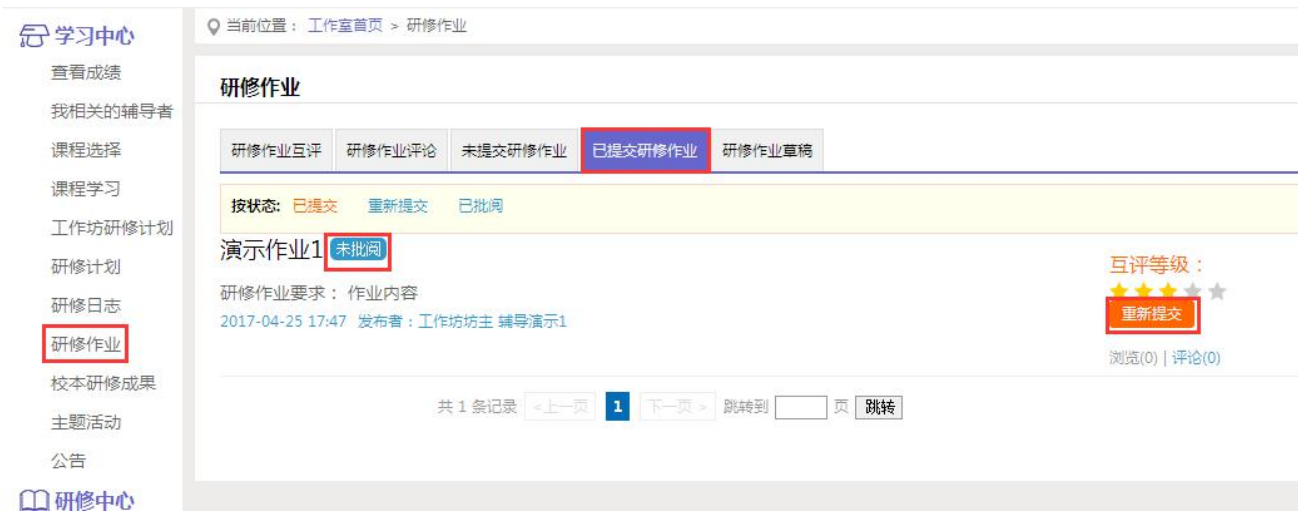 学习中心
查看成绩
我相关的辅导者
课程选择
课程学习
工作坊研修计划
研修计划
研修日志
研修作业
校本研修成果
主题活动
公告
研修中心
当前位置： 工作室首页 > 研修作业
研修作业
研修作业互评 研修作业评论 未提交研修作业 已提交研修作业 研修作业草稿
按状态: 已提交 重新提交 已批阅
演示作业1 未批阅
研修作业要求： 作业内容
2017-04-25 17:47 发布者：工作坊坊主 辅导演示1
互评等级：
重新提交
浏览(0) | 评论(0)
共 1 条记录 <上一页 1 下一页 > 跳转到 页 跳转